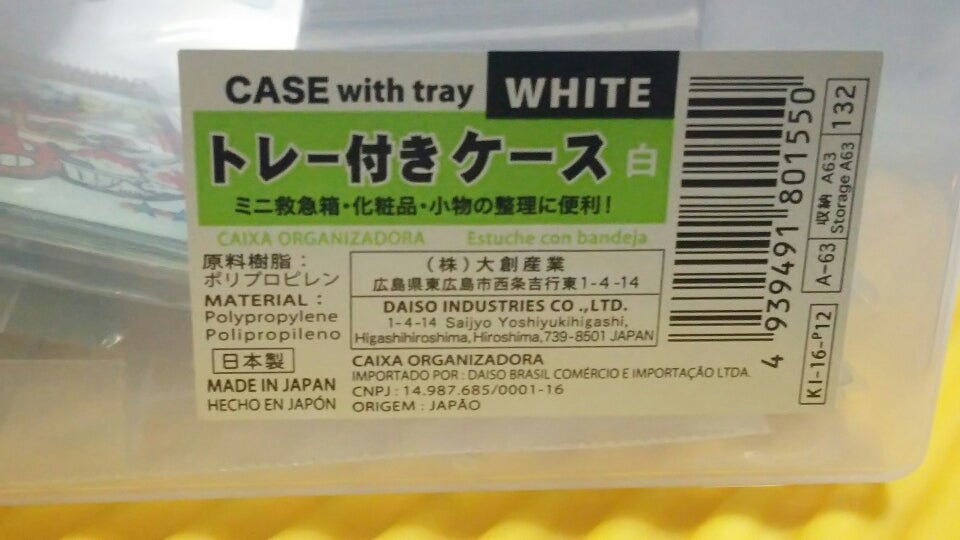 CASE with tray WHITE
トレー付きケース 白
ミニ救急箱・化粧品・小物の整理に便利!
CAIXA ORGANIZADORA Estuche con bandeja
原料樹脂:
ポリプロピレン
MATERIAL:
Polypropylene
Polipropileno
日本製
MADE IN JAPAN
HECHO EN JAPÓN
(株)大創産業
広島県東広島市西条吉行東1-4-14
DAISO INDUSTRIES CO.,LTD.
1-4-14 Saijyo Yoshiyukihigashi,
Higashihiroshima,Hiroshima,739-8501 JAPAN
CAIXA ORGANIZADORA
IMPORTADO POR: DAISO BRASIL COMÉRCIO E IMPORTAÇÃO LTDA.
CNPJ: 14.987.685/0001-16
ORIGEM: JAPÃO
4 939491 801550
A-63
収納 A63
Storage A63
132
KI-16-P12